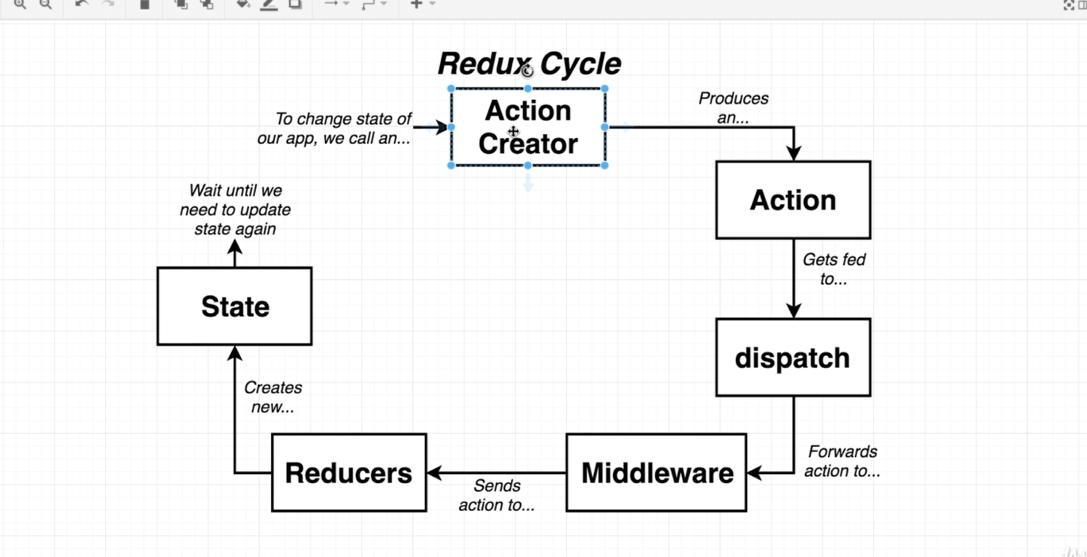 Redux Cycle
To change state of
our app, we call an...
Action
Creator
Produces
an...
Action
Gets fed
to...
dispatch
Forwards
action to...
Middleware
Sends
action to...
Reducers
Creates
new...
State
Wait until we
need to update
state again